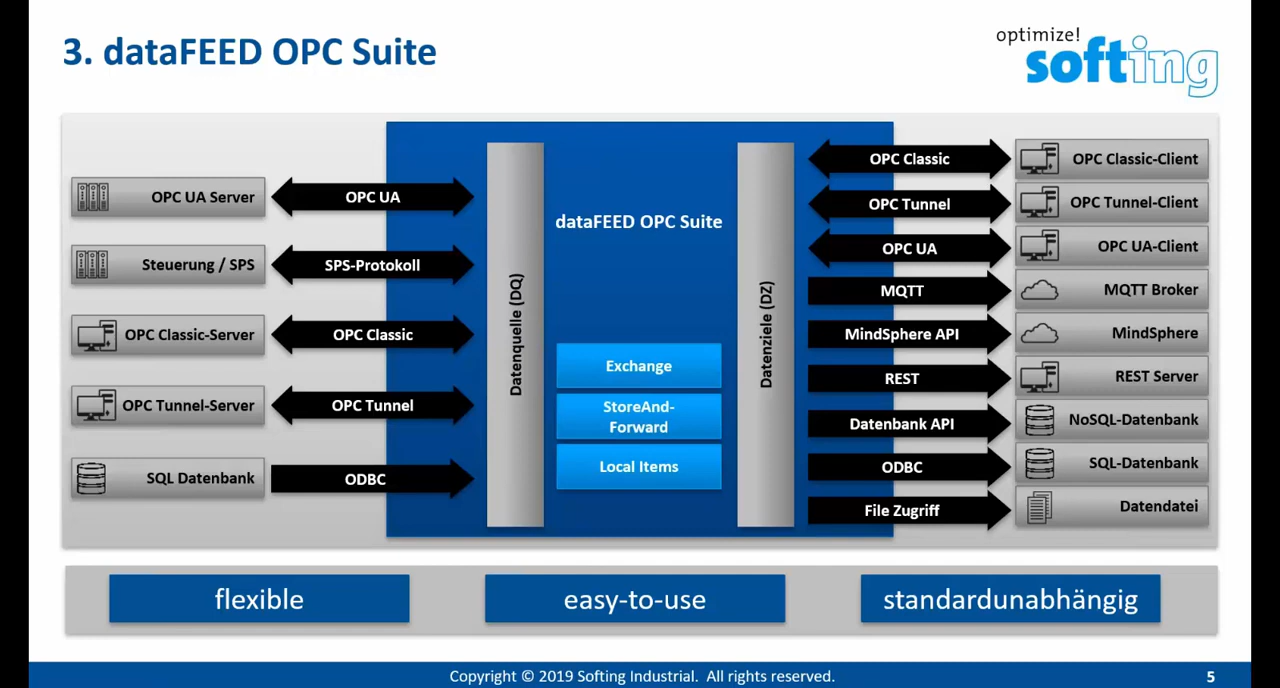 3. dataFEED OPC Suite
optimize!
softing
OPC UA Server
OPC UA
Steuerung / SPS
SPS-Protokoll
OPC Classic-Server
OPC Classic
OPC Tunnel-Server
OPC Tunnel
SQL Datenbank
ODBC
Datenquelle (DQ)
dataFEED OPC Suite
Exchange
StoreAnd-
Forward
Local Items
Datenziele (DZ)
OPC Classic
OPC Classic-Client
OPC Tunnel
OPC Tunnel-Client
OPC UA
OPC UA-Client
MQTT
MQTT Broker
MindSphere API
MindSphere
REST
REST Server
Datenbank API
NoSQL-Datenbank
ODBC
SQL-Datenbank
File Zugriff
Datendatei
flexible
easy-to-use
standardunabhängig
Copyright © 2019 Softing Industrial. All rights reserved.
5